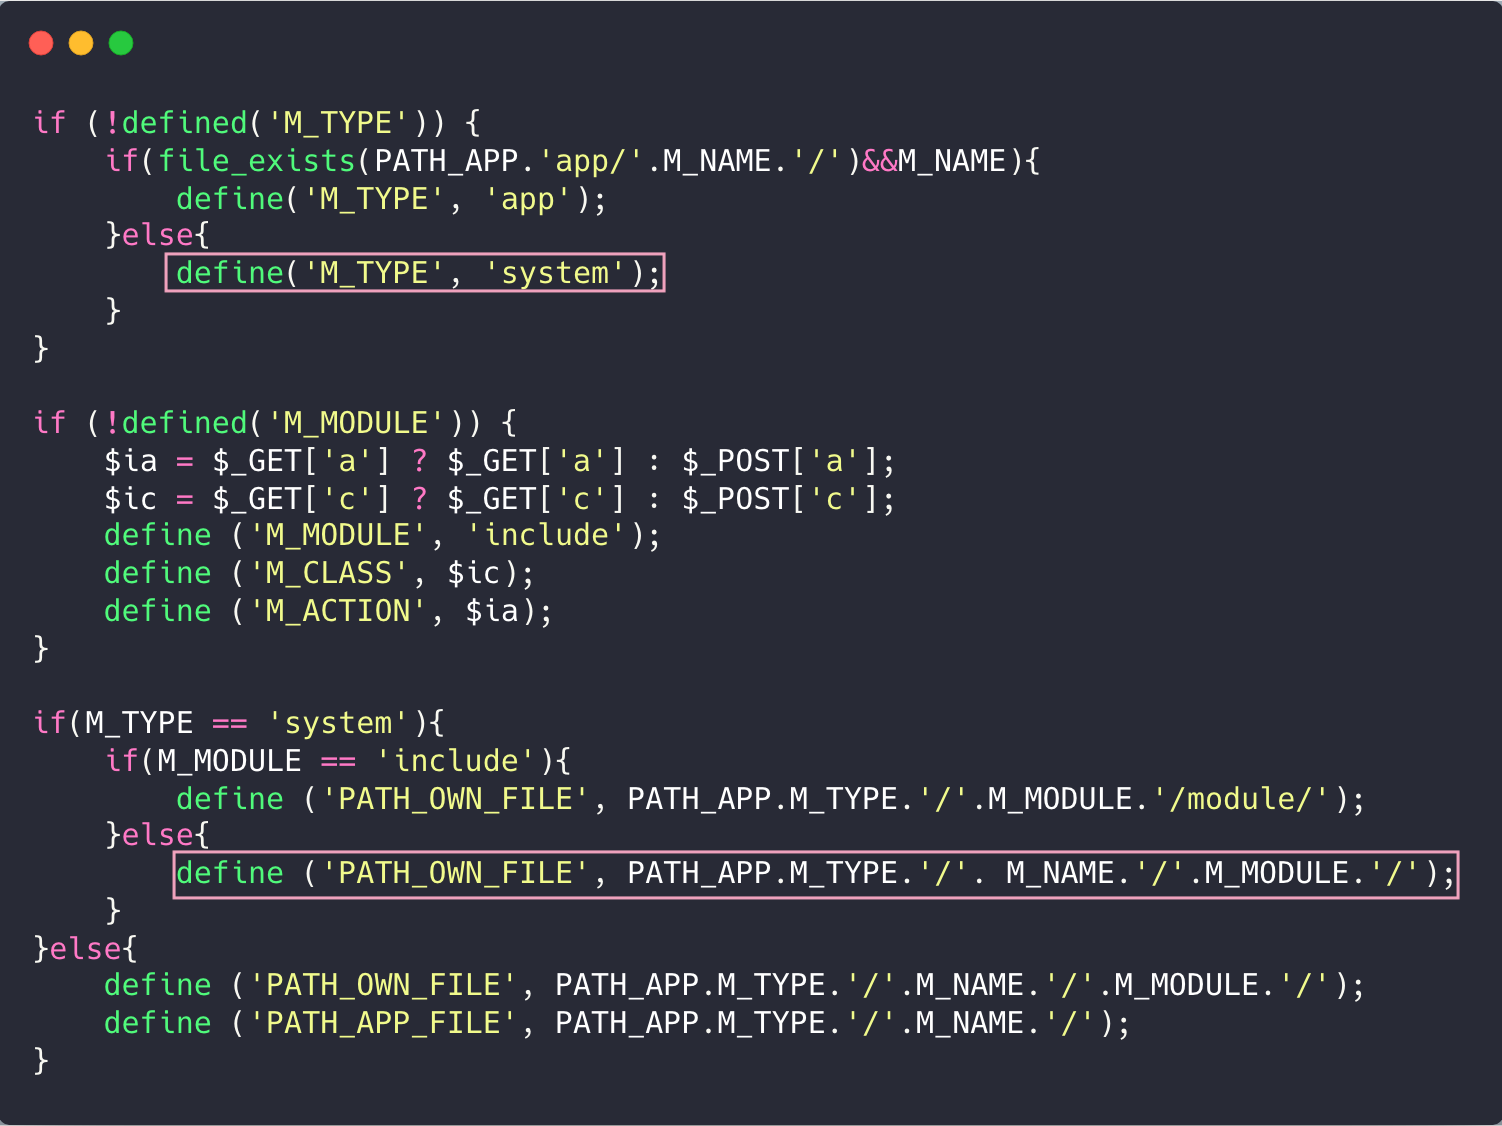 if (!defined('M_TYPE')) {
    if(file_exists(PATH_APP.'app/'.M_NAME.'/')&&M_NAME){
        define('M_TYPE', 'app');
    }else{
        define('M_TYPE', 'system');
    }
}

if (!defined('M_MODULE')) {
    $ia = $_GET['a'] ? $_GET['a'] : $_POST['a'];
    $ic = $_GET['c'] ? $_GET['c'] : $_POST['c'];
    define ('M_MODULE', 'include');
    define ('M_CLASS', $ic);
    define ('M_ACTION', $ia);
}

if(M_TYPE == 'system'){
    if(M_MODULE == 'include'){
        define ('PATH_OWN_FILE', PATH_APP.M_TYPE.'/'.M_MODULE.'/module/');
    }else{
        define ('PATH_OWN_FILE', PATH_APP.M_TYPE.'/'. M_NAME.'/'.M_MODULE.'/');
    }
}else{
    define ('PATH_OWN_FILE', PATH_APP.M_TYPE.'/'.M_NAME.'/'.M_MODULE.'/');
    define ('PATH_APP_FILE', PATH_APP.M_TYPE.'/'.M_NAME.'/');
}